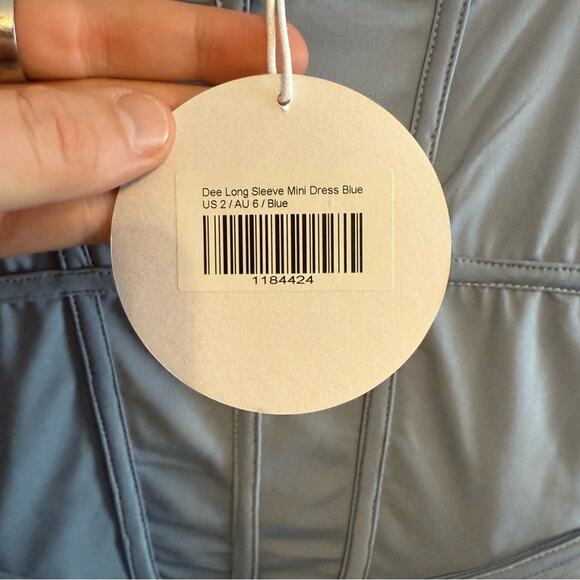 Dee Long Sleeve Mini Dress Blue
US 2 / AU 6 / Blue
1184424